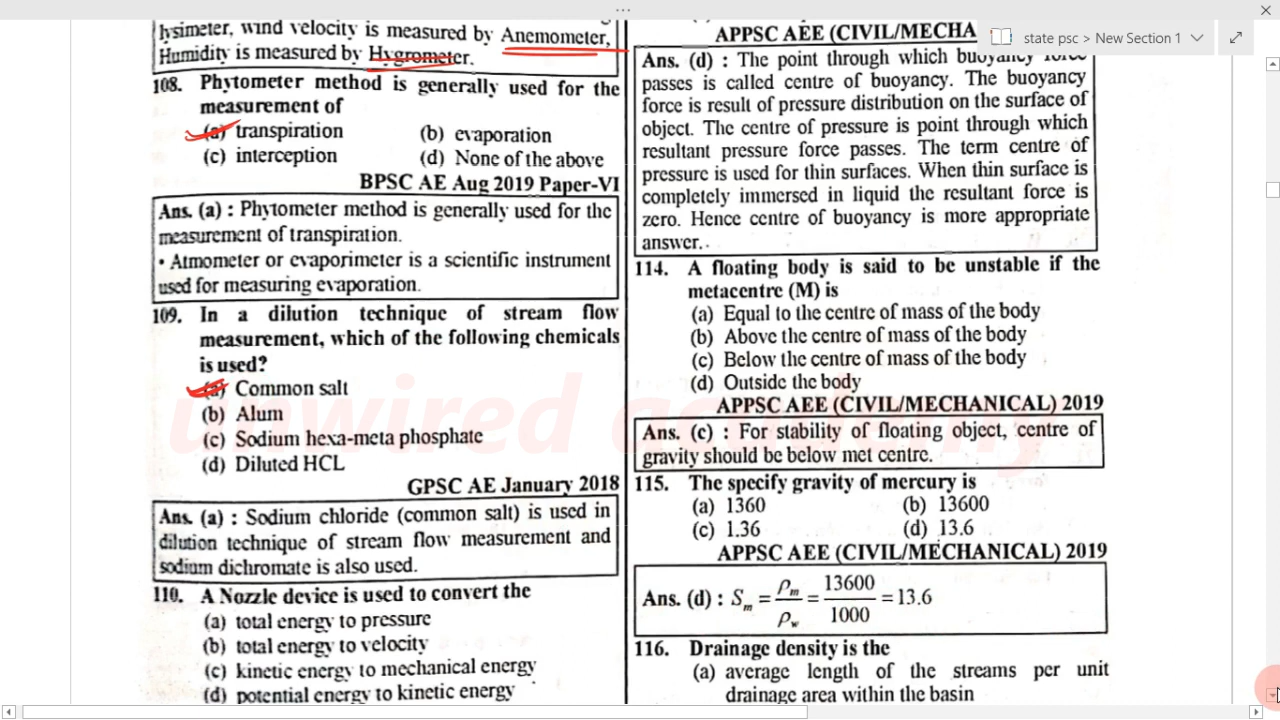 lysimeter, wind velocity is measured by Anemometer,
Humidity is measured by Hygrometer.
108. Phytometer method is generally used for the
measurement of
(a) transpiration (b) evaporation
(c) interception (d) None of the above
BPSC AE Aug 2019 Paper-VI
Ans. (a) : Phytometer method is generally used for the
measurement of transpiration.
• Atmometer or evaporimeter is a scientific instrument
used for measuring evaporation.
109. In a dilution technique of stream flow
measurement, which of the following chemicals
is used?
(a) Common salt
(b) Alum
(c) Sodium hexa-meta phosphate
(d) Diluted HCL
GPSC AE January 2018
Ans. (a) : Sodium chloride (common salt) is used in
dilution technique of stream flow measurement and
sodium dichromate is also used.
110. A Nozzle device is used to convert the
(a) total energy to pressure
(b) total energy to velocity
(c) kinetic energy to mechanical energy
(d) potential energy to kinetic energy
APPSC AEE (CIVIL/MECHA
state psc > New Section 1
Ans. (d) : The point through which buoyancy force
passes is called centre of buoyancy. The buoyancy
force is result of pressure distribution on the surface of
object. The centre of pressure is point through which
resultant pressure force passes. The term centre of
pressure is used for thin surfaces. When thin surface is
completely immersed in liquid the resultant force is
zero. Hence centre of buoyancy is more appropriate
answer.
114. A floating body is said to be unstable if the
metacentre (M) is
(a) Equal to the centre of mass of the body
(b) Above the centre of mass of the body
(c) Below the centre of mass of the body
(d) Outside the body
APPSC AEE (CIVIL/MECHANICAL) 2019
Ans. (c) : For stability of floating object, centre of
gravity should be below met centre.
115. The specify gravity of mercury is
(a) 1360 (b) 13600
(c) 1.36 (d) 13.6
APPSC AEE (CIVIL/MECHANICAL) 2019
Ans. (d) : Sm = ρm/ρw = 13600/1000 = 13.6
116. Drainage density is the
(a) average length of the streams per unit
drainage area within the basin
unwired academy